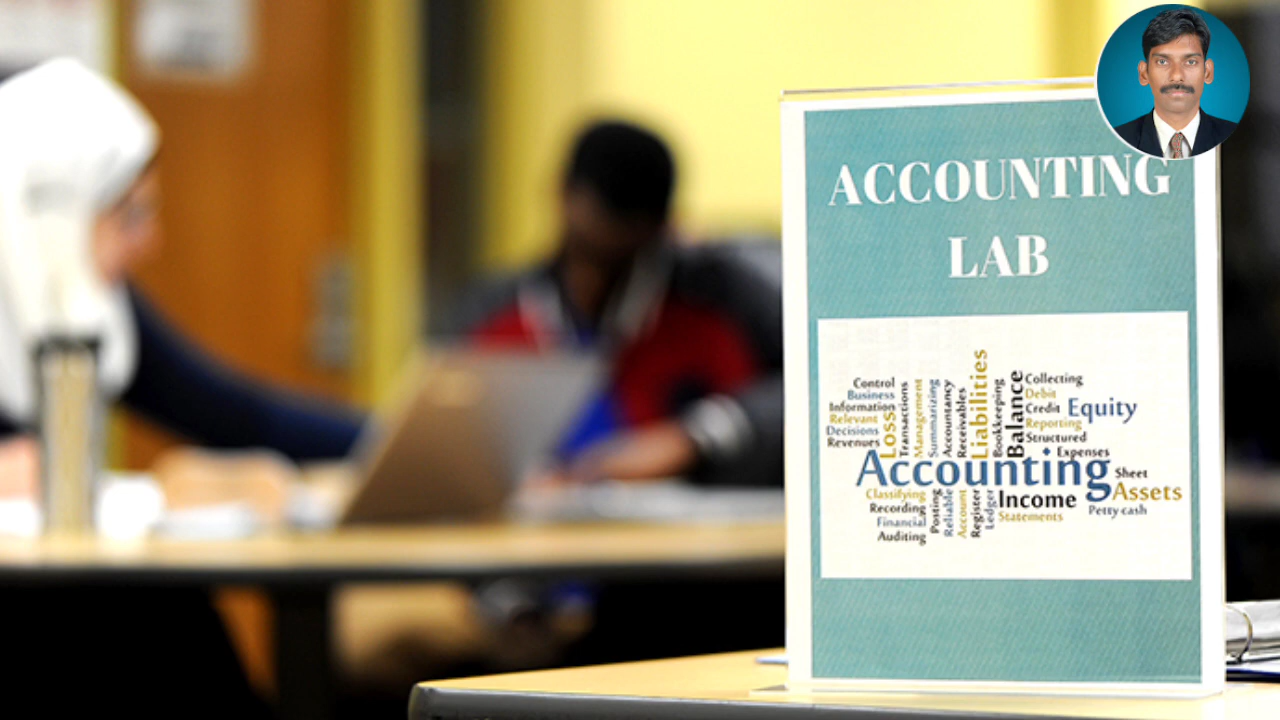 ACCOUNTING
LAB
Control
Business
Information
Relevant
Decisions
Revenues
Loss
Transactions
Management
Summarizing
Accountancy
Receivables
Liabilities
Bookkeeping
Balance
Collecting
Debit
Credit
Equity
Reporting
Structured
Expenses
Accounting
Sheet
Assets
Petty cash
Classifying
Recording
Financial
Auditing
Posting
Reliable
Account
Register
Ledger
Income
Statements